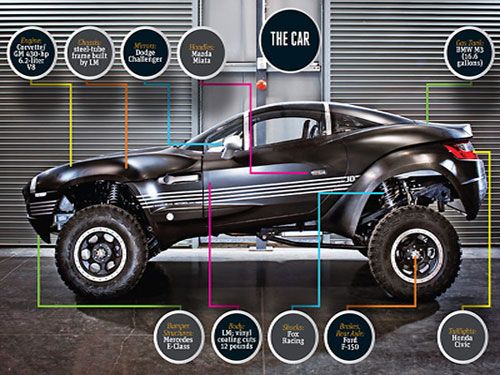 Engine:
Corvette/
GM 430-hp
6.2-liter
V8
Chassis:
steel-tube
frame built
by LM
Mirrors:
Dodge
Challenger
Handles:
Mazda
Miata
THE CAR
Gas Tank:
BMW M3
(16.6
gallons)
Bumper
Structures:
Mercedes
E-Class
Body:
LM; vinyl
coating cuts
12 pounds
Shocks:
Fox
Racing
Brakes,
Rear Axle:
Ford
F-150
Taillights:
Honda
Civic